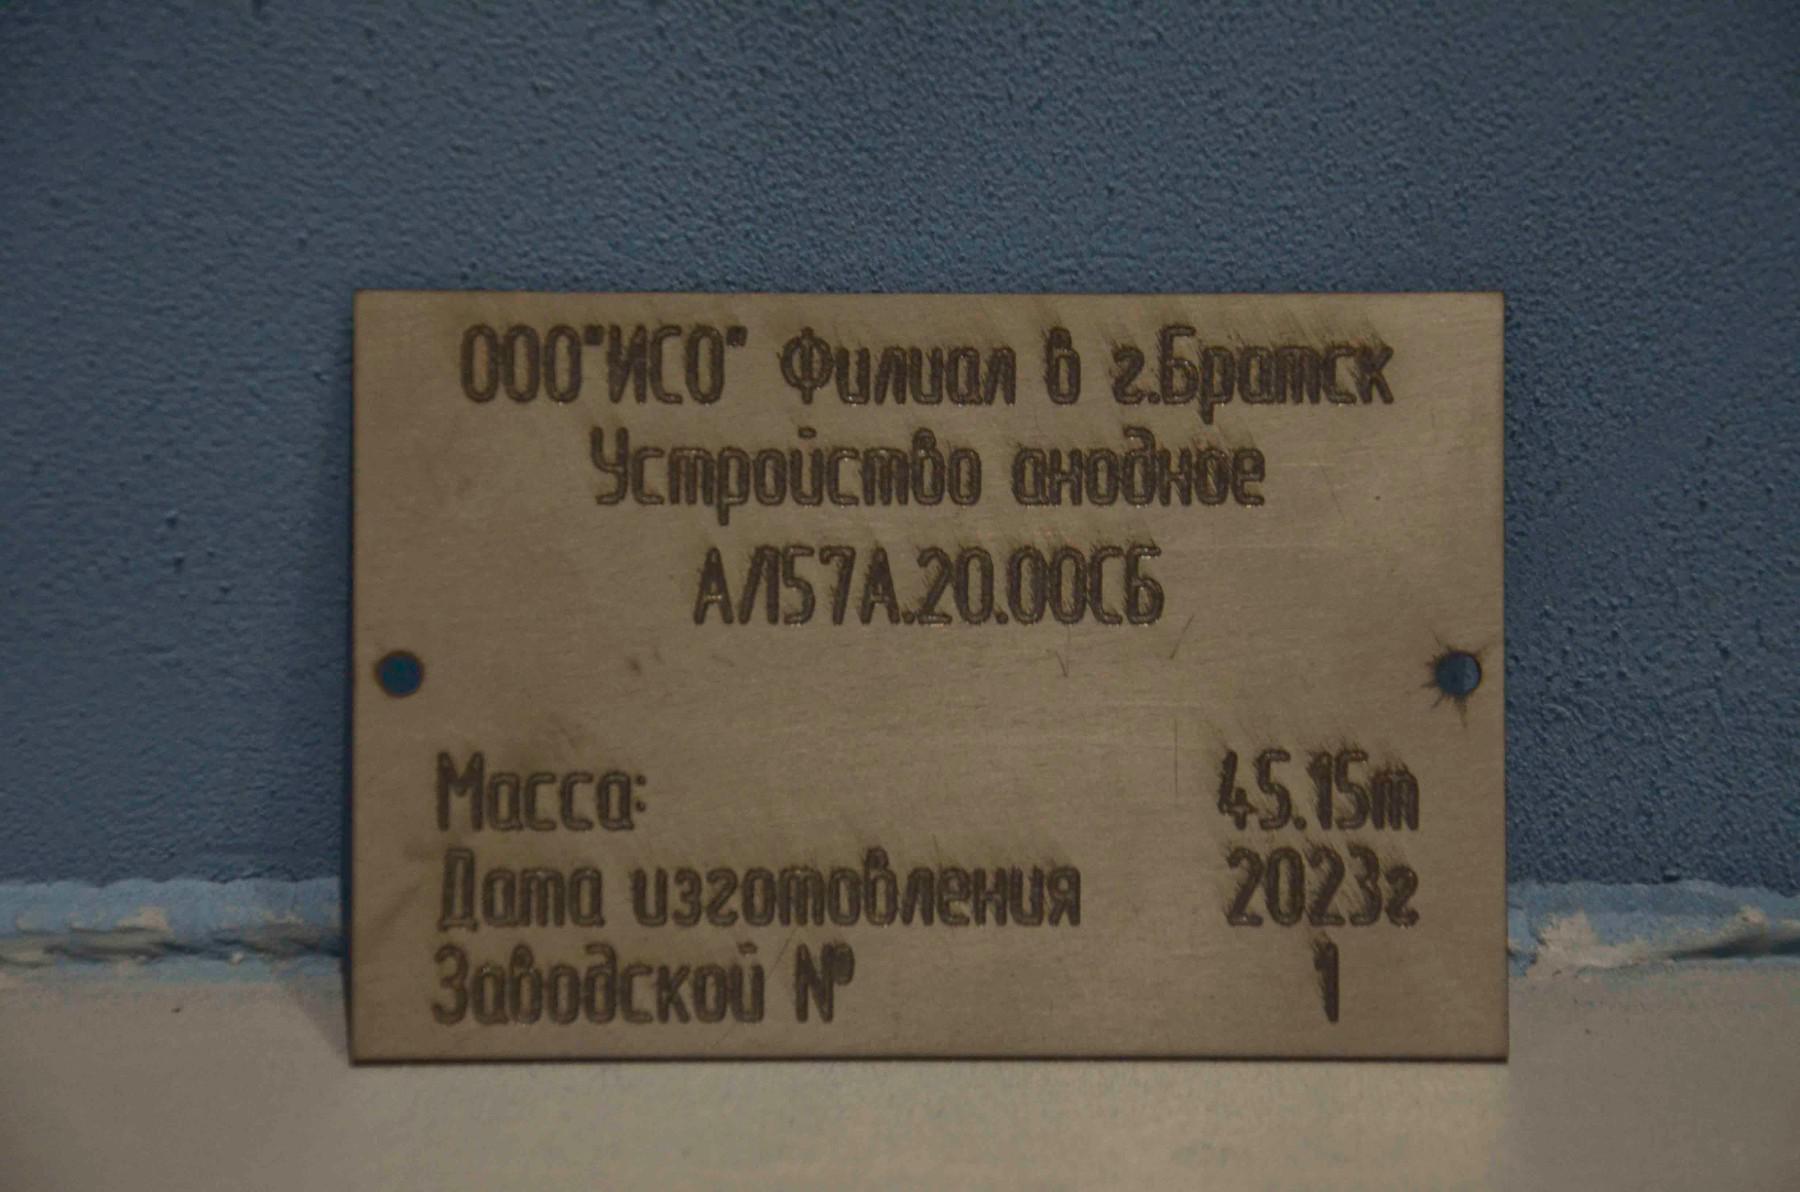 ООО"ИСО" Филиал в г.Братск
Устройство анодное
АЛ57А.20.00СБ
Масса: 45.15т
Дата изготовления 2023г
Заводской № 1